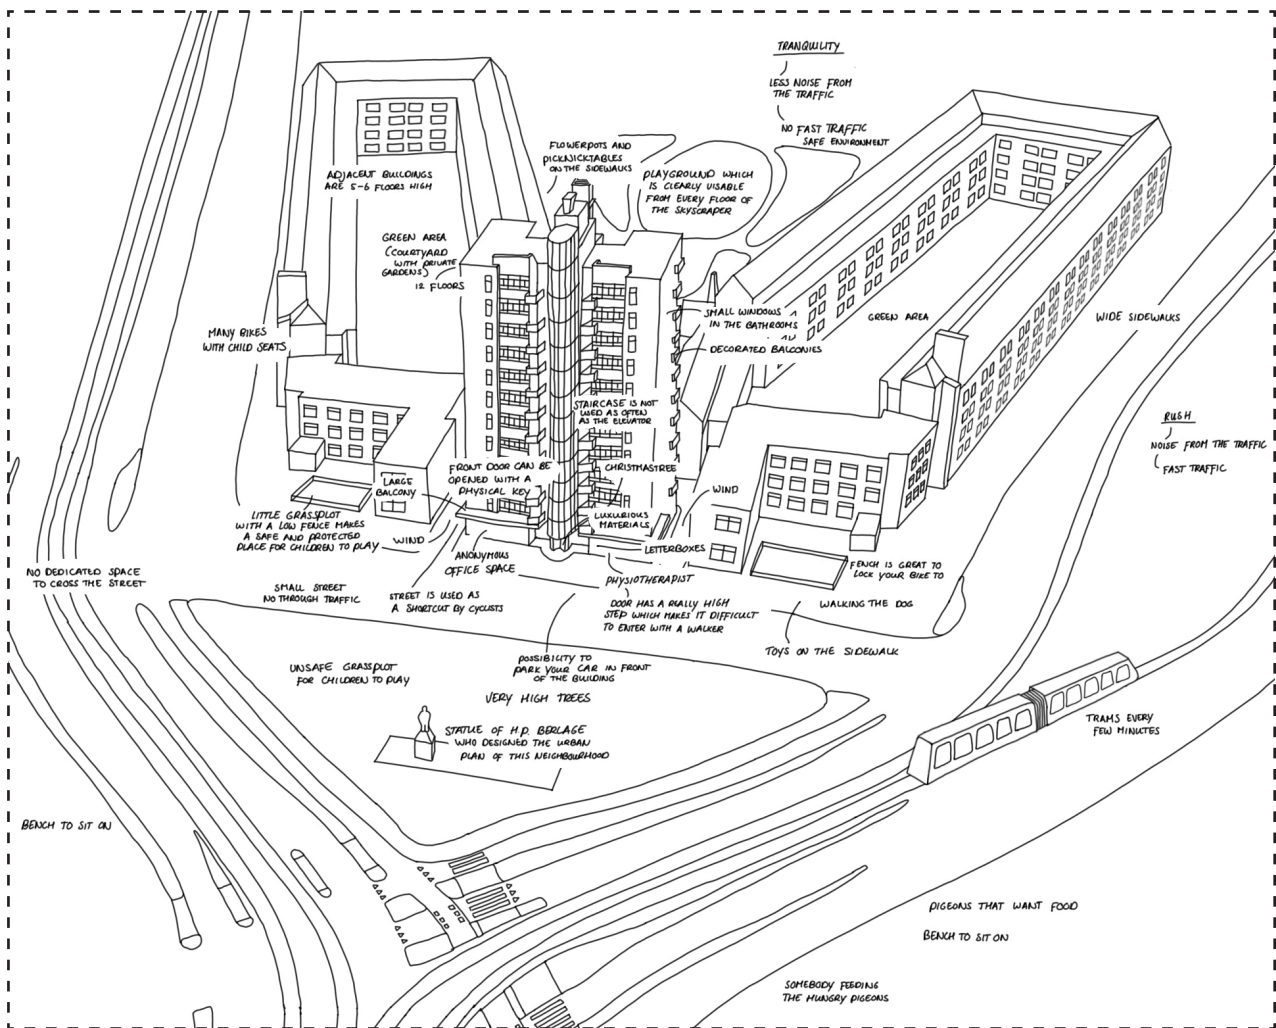 TRANQUILITY
LESS NOISE FROM
THE TRAFFIC
NO FAST TRAFFIC
SAFE ENVIRONMENT
FLOWERPOTS AND
PICKNICKTABLES
ON THE SIDEWALKS
PLAYGROUND WHICH
IS CLEARLY VISABLE
FROM EVERY FLOOR OF
THE SKYSCRAPER
ADJACENT BUILDINGS
ARE 5-6 FLOORS HIGH
GREEN AREA
(COURTYARD
WITH PRIVATE
GARDENS)
12 FLOORS
MANY BIKES
WITH CHILD SEATS
SMALL WINDOWS
IN THE BATHROOMS
DECORATED BALCONIES
GREEN AREA
WIDE SIDEWALKS
STAIRCASE IS NOT
USED AS OFTEN
AS THE ELEVATOR
RUSH
NOISE FROM THE TRAFFIC
FAST TRAFFIC
FRONT DOOR CAN BE
OPENED WITH A
PHYSICAL KEY
CHRISTMASTREE
LARGE
BALCONY
WIND
LUXURIOUS
MATERIALS
LITTLE GRASSPLOT
WITH A LOW FENCE MAKES
A SAFE AND PROTECTED
PLACE FOR CHILDREN TO PLAY
WIND
ANONYMOUS
OFFICE SPACE
LETTERBOXES
PHYSIOTHERAPIST
FENCH IS GREAT TO
LOCK YOUR BIKE TO
NO DEDICATED SPACE
TO CROSS THE STREET
SMALL STREET
NO THROUGH TRAFFIC
STREET IS USED AS
A SHORTCUT BY CYCLISTS
DOOR HAS A REALLY HIGH
STEP WHICH MAKES IT DIFFICULT
TO ENTER WITH A WALKER
WALKING THE DOG
TOYS ON THE SIDEWALK
UNSAFE GRASSPLOT
FOR CHILDREN TO PLAY
POSSIBILITY TO
PARK YOUR CAR IN FRONT
OF THE BUILDING
VERY HIGH TREES
STATUE OF H.P. BERLAGE
WHO DESIGNED THE URBAN
PLAN OF THIS NEIGHBOURHOOD
TRAMS EVERY
FEW MINUTES
BENCH TO SIT ON
PIGEONS THAT WANT FOOD
BENCH TO SIT ON
SOMEBODY FEEDING
THE HUNGRY PIGEONS